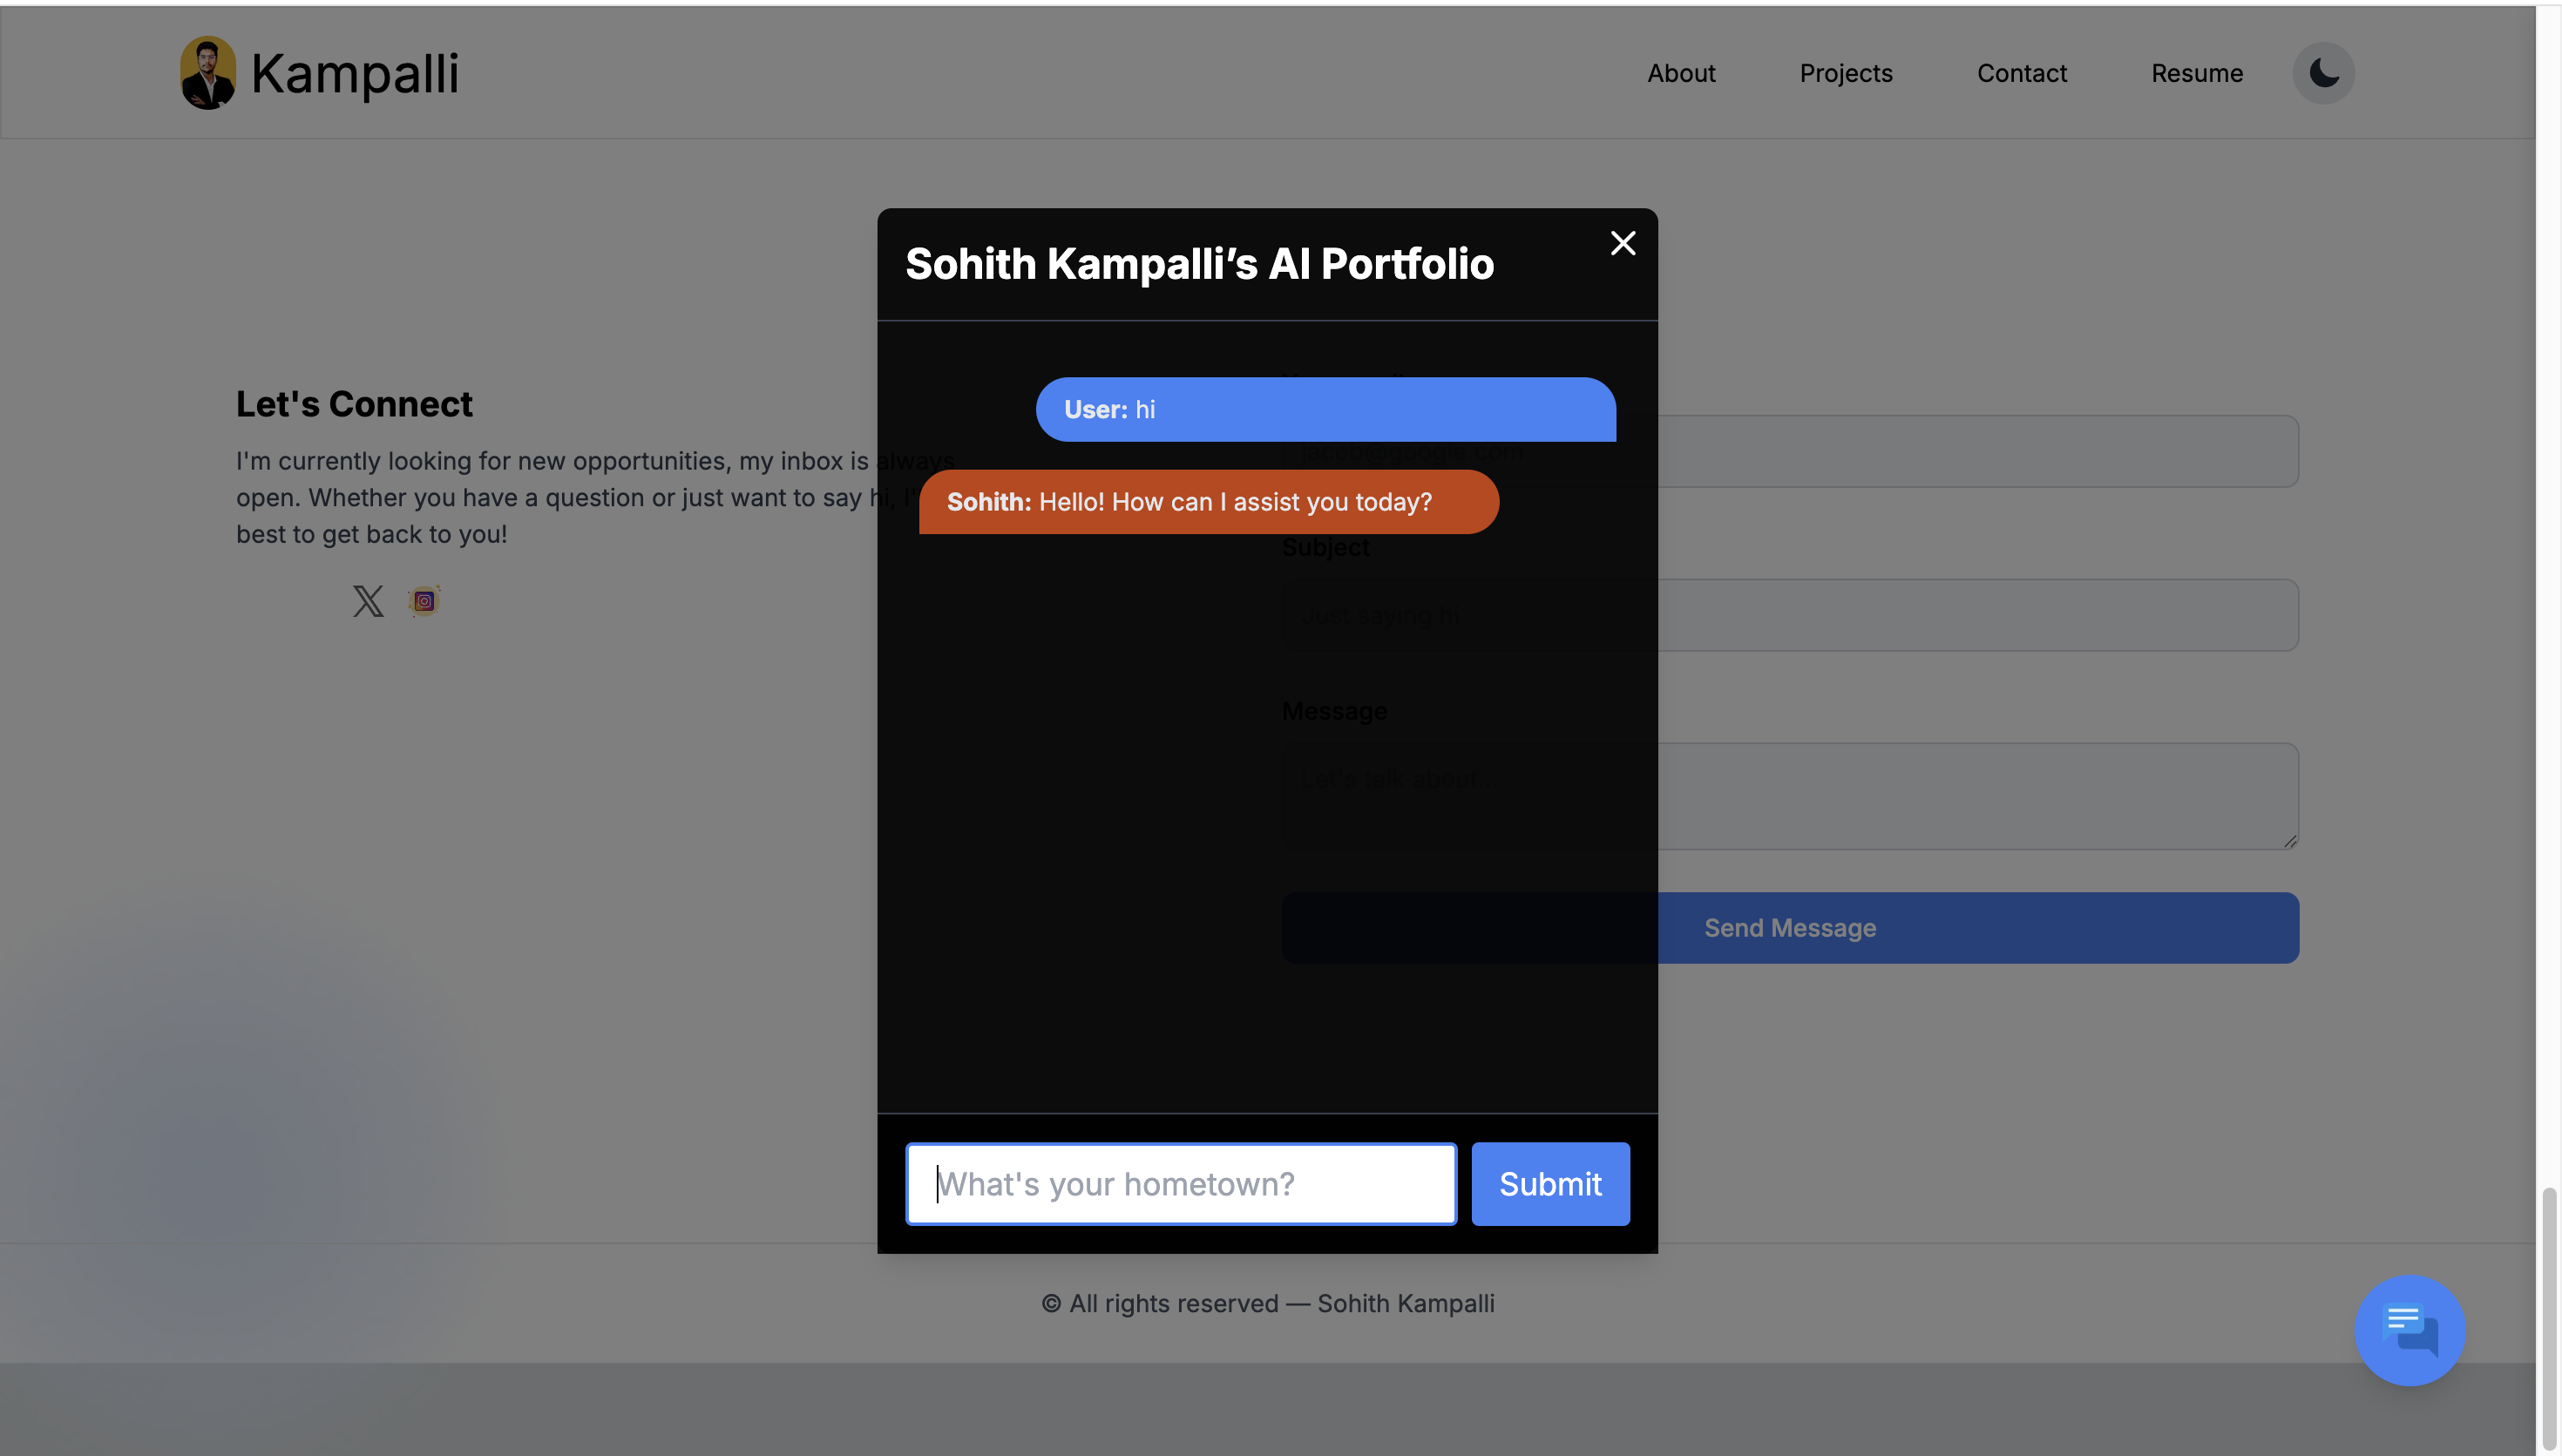 Kampalli
About
Projects
Contact
Resume
Sohith Kampalli’s AI Portfolio
User: hi
Sohith: Hello! How can I assist you today?
What's your hometown?
Submit
Let's Connect
I'm currently looking for new opportunities, my inbox is always
open. Whether you have a question or just want to say hi,
best to get back to you!
jacob@google.com
Subject
Just saying hi
Message
Let's talk about...
Send Message
© All rights reserved — Sohith Kampalli